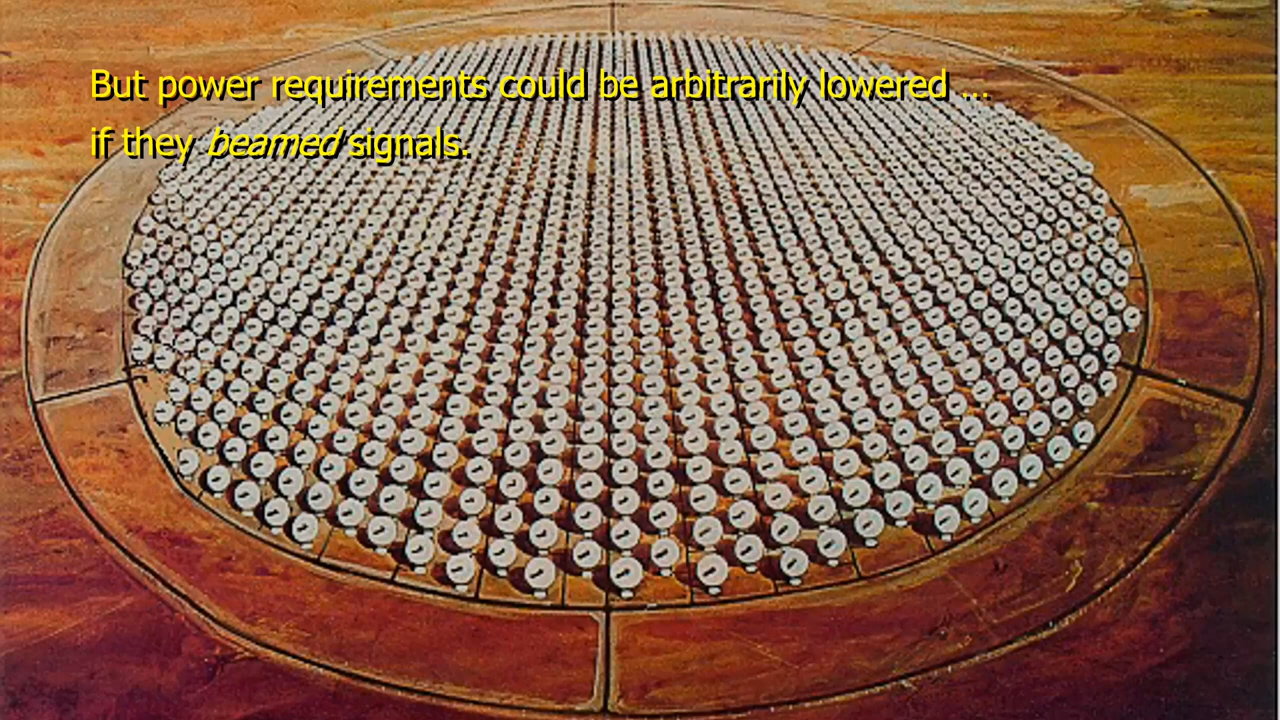 But power requirements could be arbitrarily lowered ...
if they beamed signals.